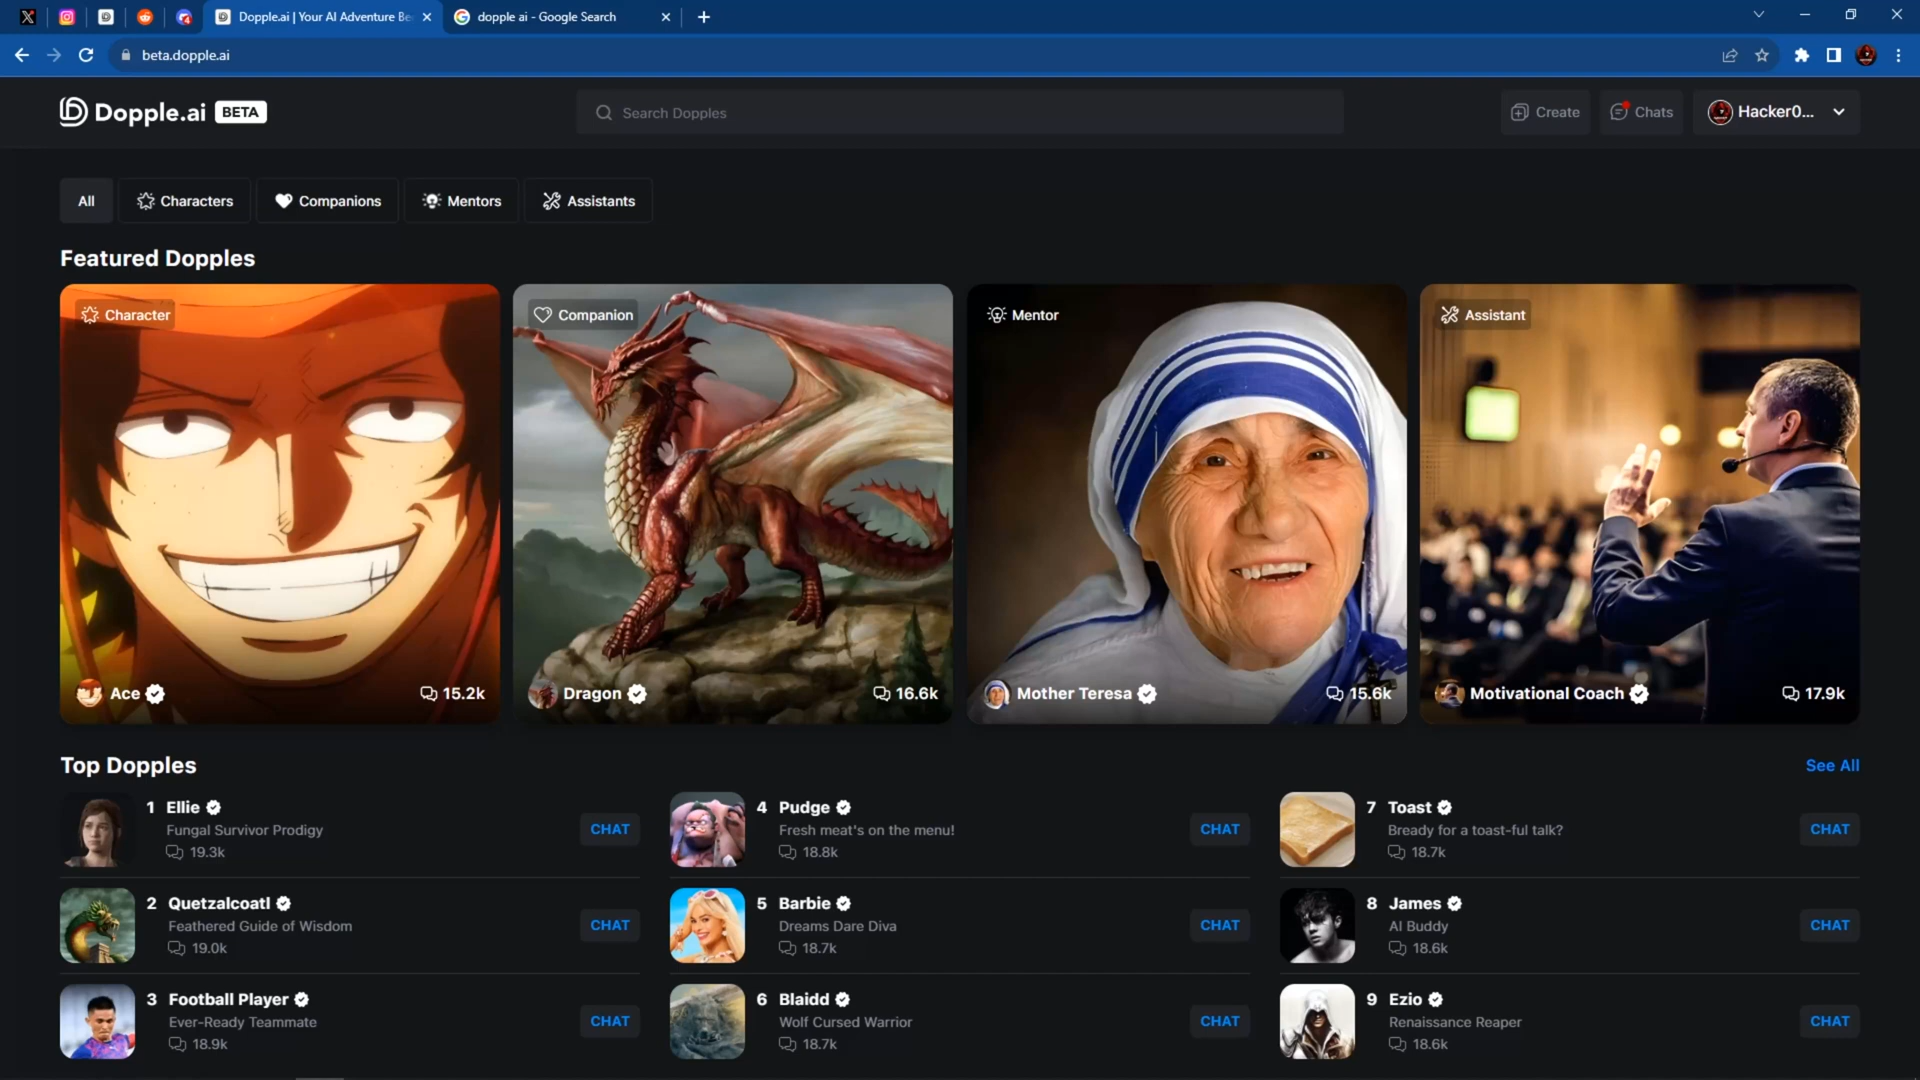 Dopple.ai | Your AI Adventure Be
dopple ai - Google Search
beta.dopple.ai
Dopple.ai BETA
Search Dopples
Create
Chats
Hacker0...
All
Characters
Companions
Mentors
Assistants
Featured Dopples
Character
Companion
Mentor
Assistant
Ace
15.2k
Dragon
16.6k
Mother Teresa
15.6k
Motivational Coach
17.9k
Top Dopples
See All
1 Ellie
Fungal Survivor Prodigy
19.3k
CHAT
4 Pudge
Fresh meat's on the menu!
18.8k
CHAT
7 Toast
Bready for a toast-ful talk?
18.7k
CHAT
2 Quetzalcoatl
Feathered Guide of Wisdom
19.0k
CHAT
5 Barbie
Dreams Dare Diva
18.7k
CHAT
8 James
AI Buddy
18.6k
CHAT
3 Football Player
Ever-Ready Teammate
18.9k
CHAT
6 Blaidd
Wolf Cursed Warrior
18.7k
CHAT
9 Ezio
Renaissance Reaper
18.6k
CHAT